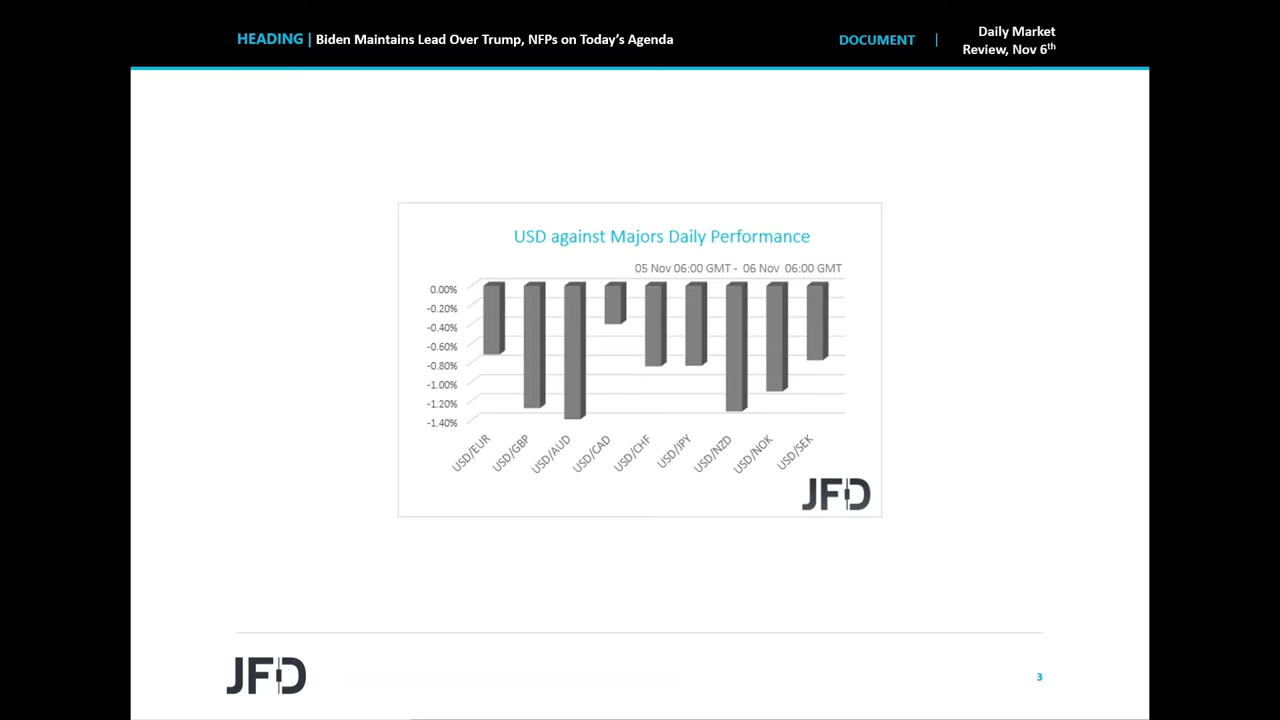 HEADING | Biden Maintains Lead Over Trump, NFPs on Today's Agenda
DOCUMENT |
Daily Market
Review, Nov 6th
USD against Majors Daily Performance
05 Nov 06:00 GMT - 06 Nov 06:00 GMT
0.00%
-0.20%
-0.40%
-0.60%
-0.80%
-1.00%
-1.20%
-1.40%
USD/EUR
USD/GBP
USD/AUD
USD/CAD
USD/CHF
USD/JPY
USD/NZD
USD/NOK
USD/SEK
JFD
JFD
3